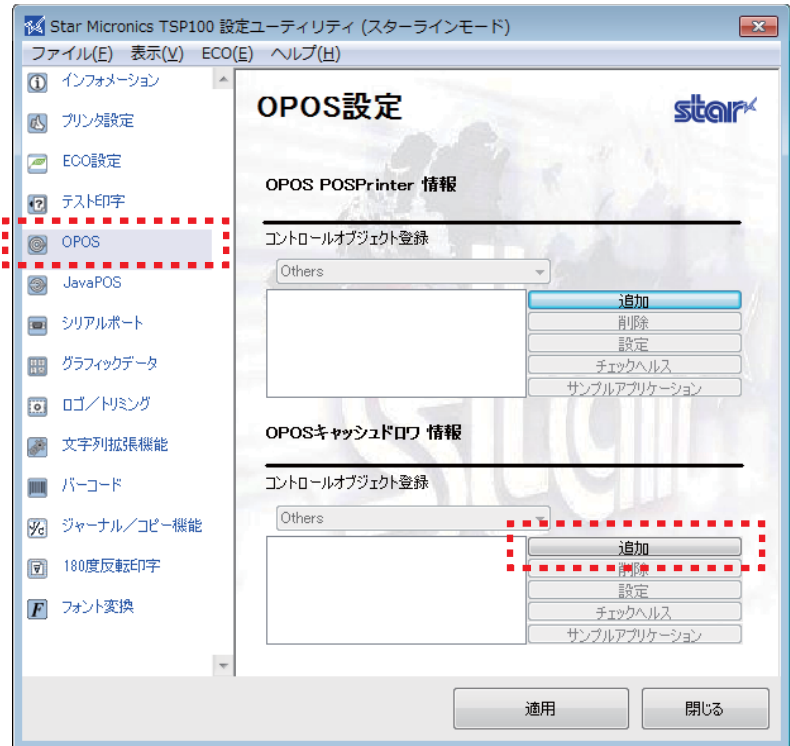 Star Micronics TSP100 設定ユーティリティ (スターラインモード)
ファイル(F) 表示(V) ECO(E) ヘルプ(H)
インフォメーション
プリンタ設定
ECO設定
テスト印字
OPOS
JavaPOS
シリアルポート
グラフィックデータ
ロゴ／トリミング
文字列拡張機能
バーコード
ジャーナル／コピー機能
180度反転印字
フォント変換
OPOS設定
star
OPOS POSPrinter 情報
コントロールオブジェクト登録
Others
追加
削除
設定
チェックヘルス
サンプルアプリケーション
OPOSキャッシュドロワ 情報
コントロールオブジェクト登録
Others
追加
削除
設定
チェックヘルス
サンプルアプリケーション
適用
閉じる